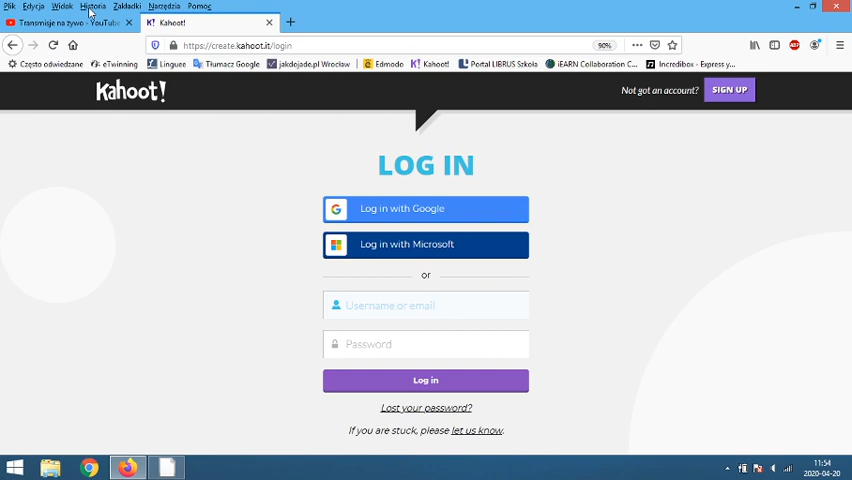 Plik Edycja Widok Historia Zakładki Narzędzia Pomoc
Transmisje na żywo - YouTube
K! Kahoot!
https://create.kahoot.it/login
90%
Często odwiedzane eTwinning Linguee Tłumacz Google jakdojade.pl Wrocław Edmodo K! Kahoot! Portal LIBRUS Szkoła iEARN Collaboration C... Incredibox - Express y...
Kahoot!
Not got an account?
SIGN UP
LOG IN
Log in with Google
Log in with Microsoft
or
Username or email
Password
Log in
Lost your password?
If you are stuck, please let us know.
11:54
2020-04-20